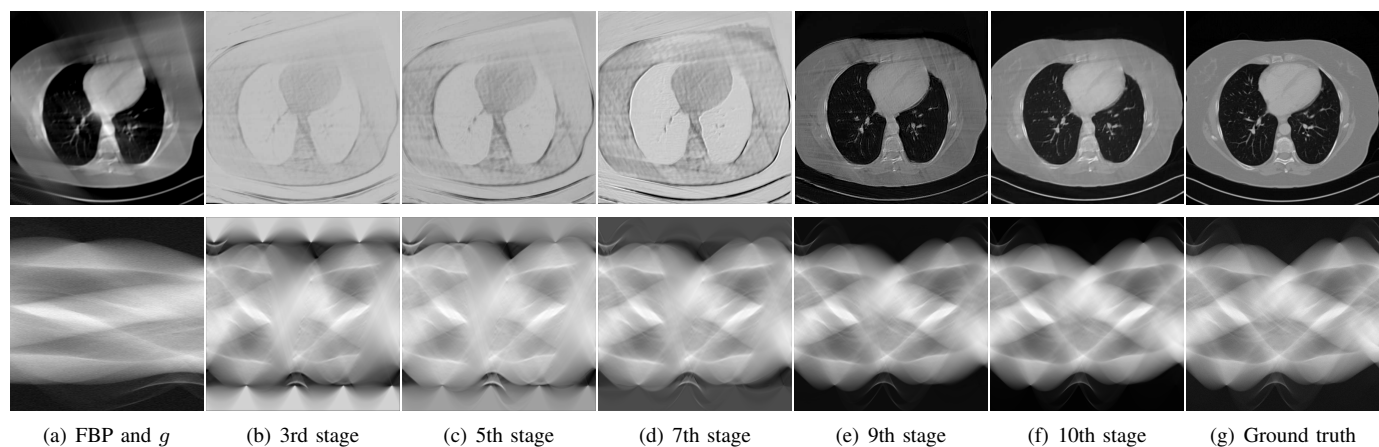 (a) FBP and g
(b) 3rd stage
(c) 5th stage
(d) 7th stage
(e) 9th stage
(f) 10th stage
(g) Ground truth